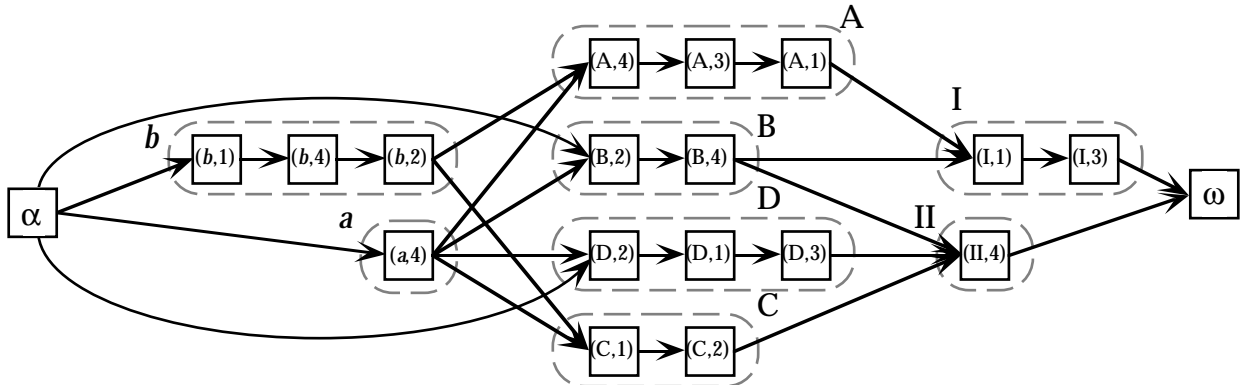 A
(A,4) (A,3) (A,1)
I
b
B
(b,1) (b,4) (b,2) (B,2) (B,4) (I,1) (I,3)
α ω
a
D
II
(a,4) (D,2) (D,1) (D,3) (II,4)
C
(C,1) (C,2)